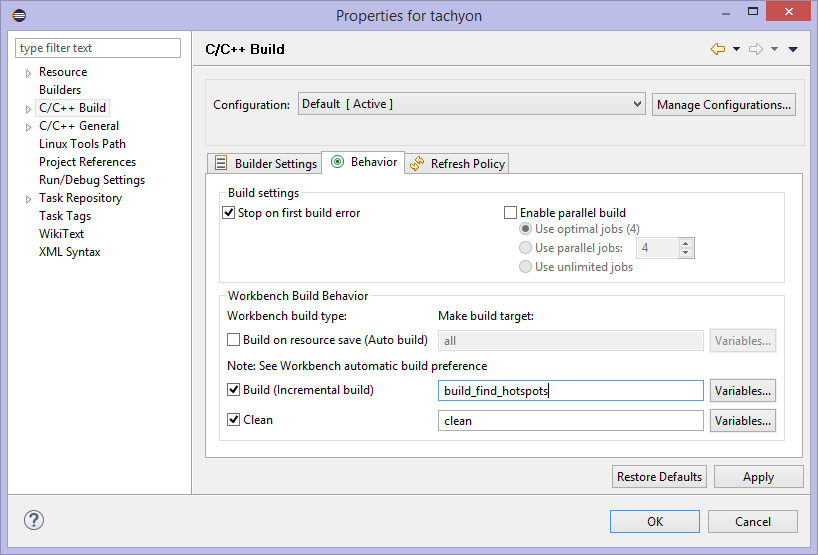 Properties for tachyon
type filter text
Resource
Builders
C/C++ Build
C/C++ General
Linux Tools Path
Project References
Run/Debug Settings
Task Repository
Task Tags
WikiText
XML Syntax
C/C++ Build
Configuration: Default [ Active ] Manage Configurations...
Builder Settings Behavior Refresh Policy
Build settings
Stop on first build error Enable parallel build
Use optimal jobs (4)
Use parallel jobs: 4
Use unlimited jobs
Workbench Build Behavior
Workbench build type: Make build target:
Build on resource save (Auto build) all Variables...
Note: See Workbench automatic build preference
Build (Incremental build) build_find_hotspots Variables...
Clean clean Variables...
Restore Defaults Apply
? OK Cancel